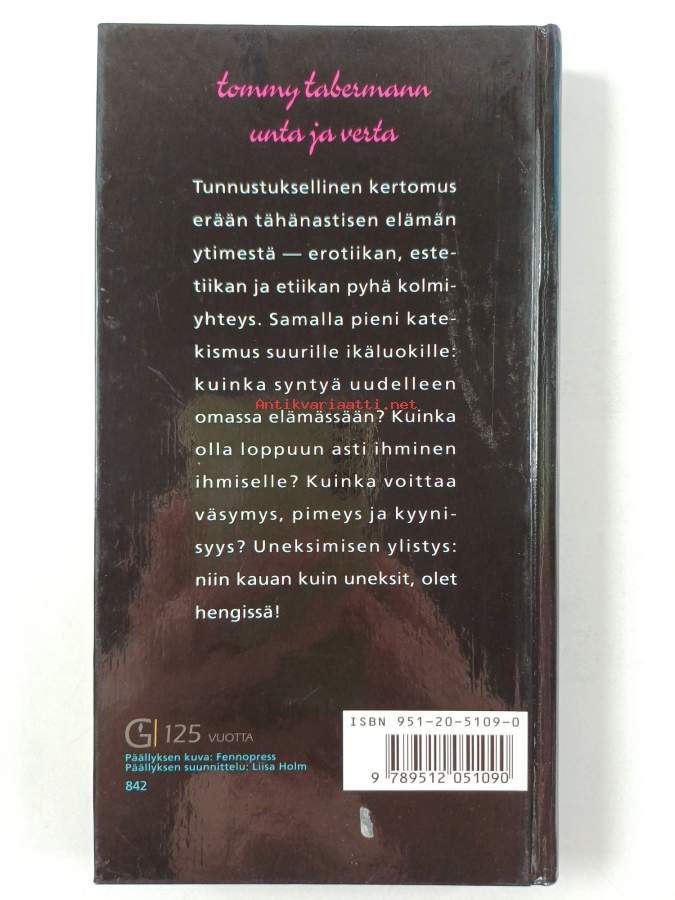 tommy tabermann
unta ja verta
Tunnustuksellinen kertomus
erään tähänastisen elämän
ytimestä — erotiikan, este-
tiikan ja etiikan pyhä kolmi-
yhteys. Samalla pieni kate-
kismus suurille ikäluokille:
kuinka syntyä uudelleen
Antikvariaatti.net
omassa elämässään? Kuinka
olla loppuun asti ihminen
ihmiselle? Kuinka voittaa
väsymys, pimeys ja kyyni-
syys? Uneksimisen ylistys:
niin kauan kuin uneksit, olet
hengissä!
G 125 VUOTTA
Päällyksen kuva: Fennopress
Päällyksen suunnittelu: Liisa Holm
842
ISBN 951-20-5109-0
9 789512 051090